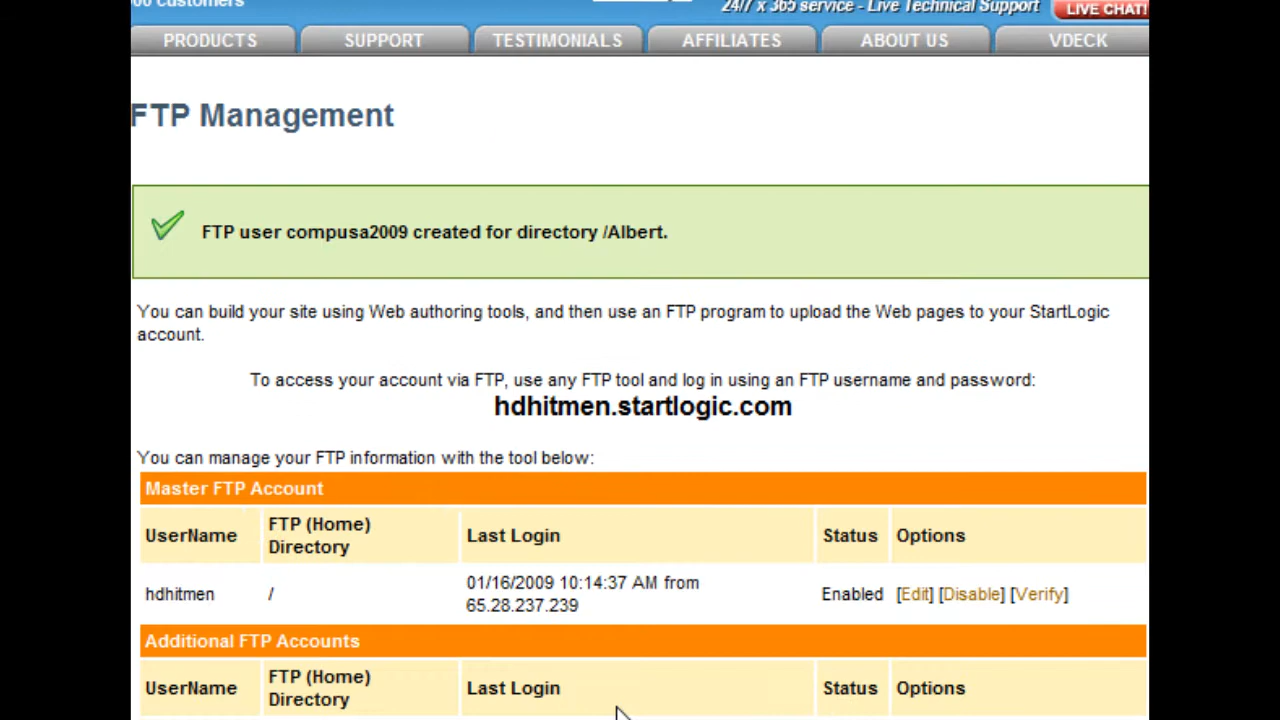 00 customers
24/7 x 365 service - Live Technical Support
LIVE CHAT!
PRODUCTS
SUPPORT
TESTIMONIALS
AFFILIATES
ABOUT US
VDECK
FTP Management
FTP user compusa2009 created for directory /Albert.
You can build your site using Web authoring tools, and then use an FTP program to upload the Web pages to your StartLogic
account.
To access your account via FTP, use any FTP tool and log in using an FTP username and password:
hdhitmen.startlogic.com
You can manage your FTP information with the tool below:
Master FTP Account
UserName
FTP (Home)
Directory
Last Login
Status
Options
hdhitmen
/
01/16/2009 10:14:37 AM from
65.28.237.239
Enabled
[Edit] [Disable] [Verify]
Additional FTP Accounts
UserName
FTP (Home)
Directory
Last Login
Status
Options